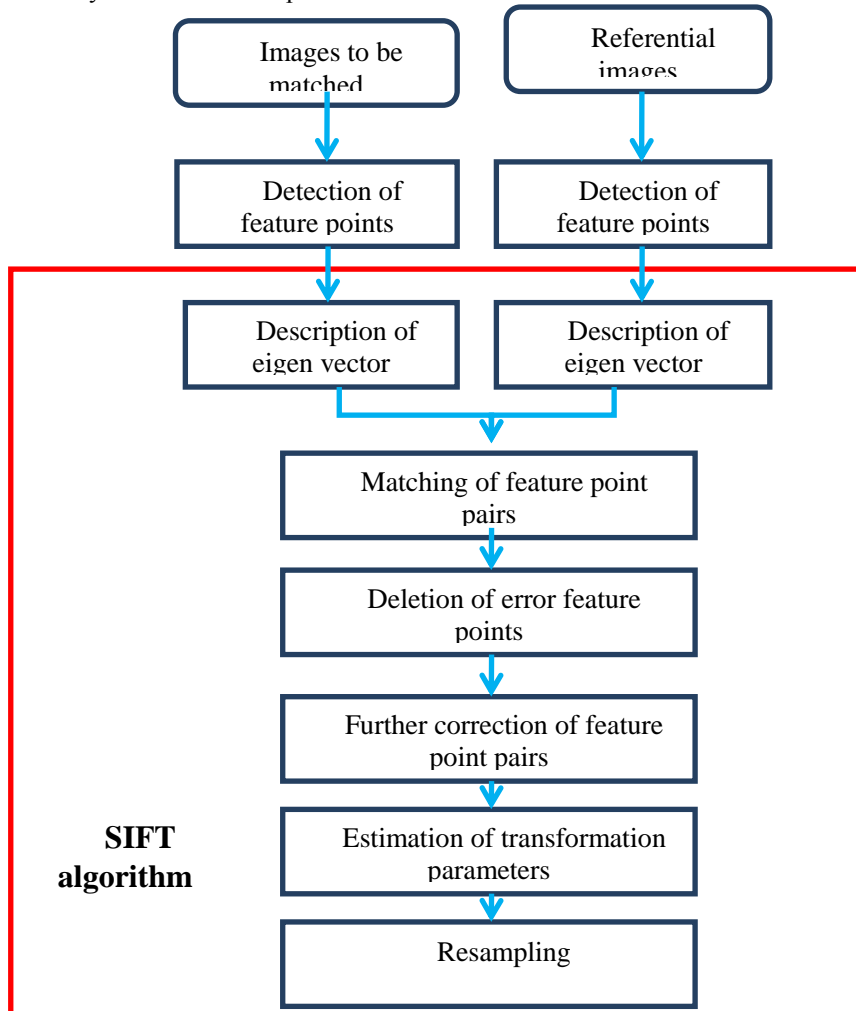 Images to be
matched
Referential
images
Detection of
feature points
Detection of
feature points
Description of
eigen vector
Description of
eigen vector
Matching of feature point
pairs
Deletion of error feature
points
Further correction of feature
point pairs
Estimation of transformation
parameters
Resampling
SIFT
algorithm